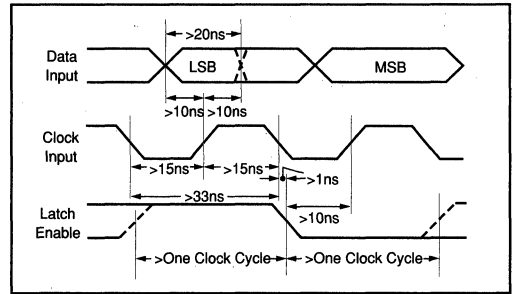 >20ns
Data
Input
LSB
MSB
>10ns >10ns
Clock
Input
>15ns >15ns
>1ns
>33ns
>10ns
Latch
Enable
>One Clock Cycle >One Clock Cycle